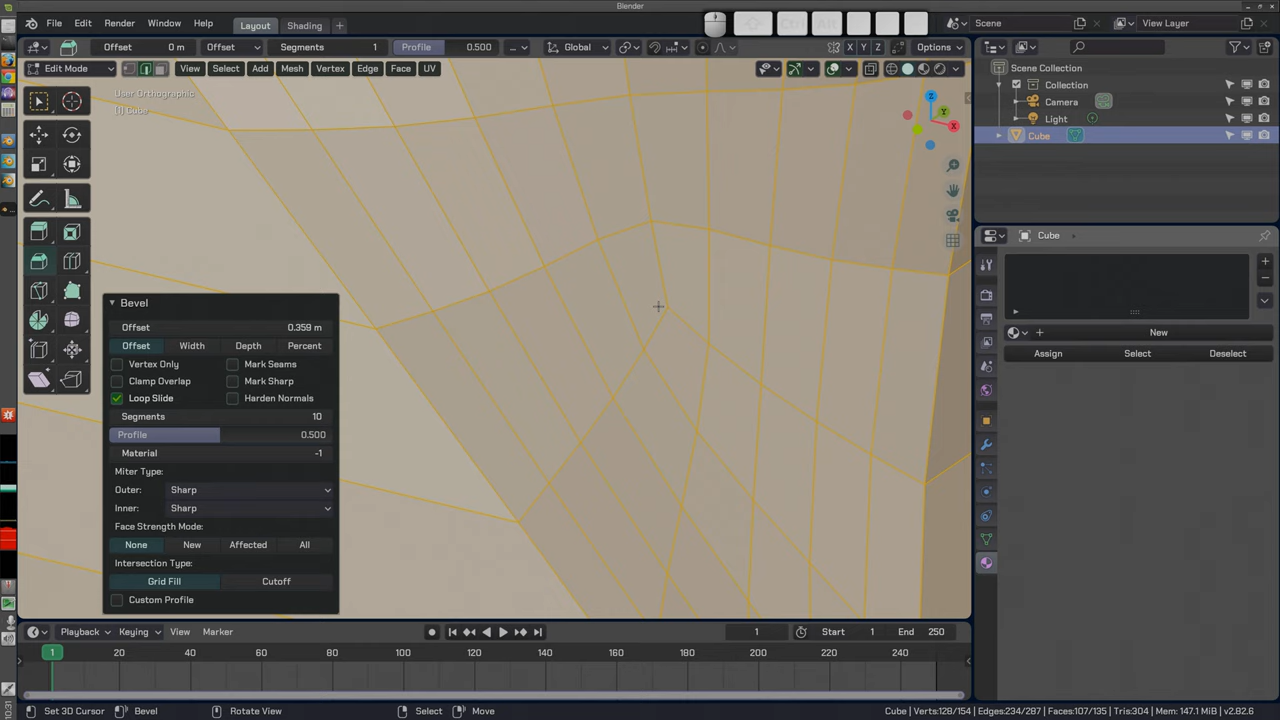 Blender
File Edit Render Window Help Layout Shading + Ctrl Alt Scene View Layer
Offset 0 m Offset Segments 1 Profile 0.500 Global X Y Z Options
Edit Mode View Select Add Mesh Vertex Edge Face UV
User Orthographic
(1) Cube
Z
Y
X
Scene Collection
Collection
Camera
Light
Cube
Cube
New
Assign Select Deselect
Bevel
Offset 0.359 m
Offset Width Depth Percent
Vertex Only Mark Seams
Clamp Overlap Mark Sharp
Loop Slide Harden Normals
Segments 10
Profile 0.500
Material -1
Miter Type:
Outer: Sharp
Inner: Sharp
Face Strength Mode:
None New Affected All
Intersection Type:
Grid Fill Cutoff
Custom Profile
Playback Keying View Marker 1 Start 1 End 250
1 20 40 60 80 100 120 140 160 180 200 220 240
10:31
Set 3D Cursor Bevel Rotate View Select Move Cube | Verts:128/154 | Edges:234/287 | Faces:107/135 | Tris:304 | Mem: 147.1 MiB | v2.82.6